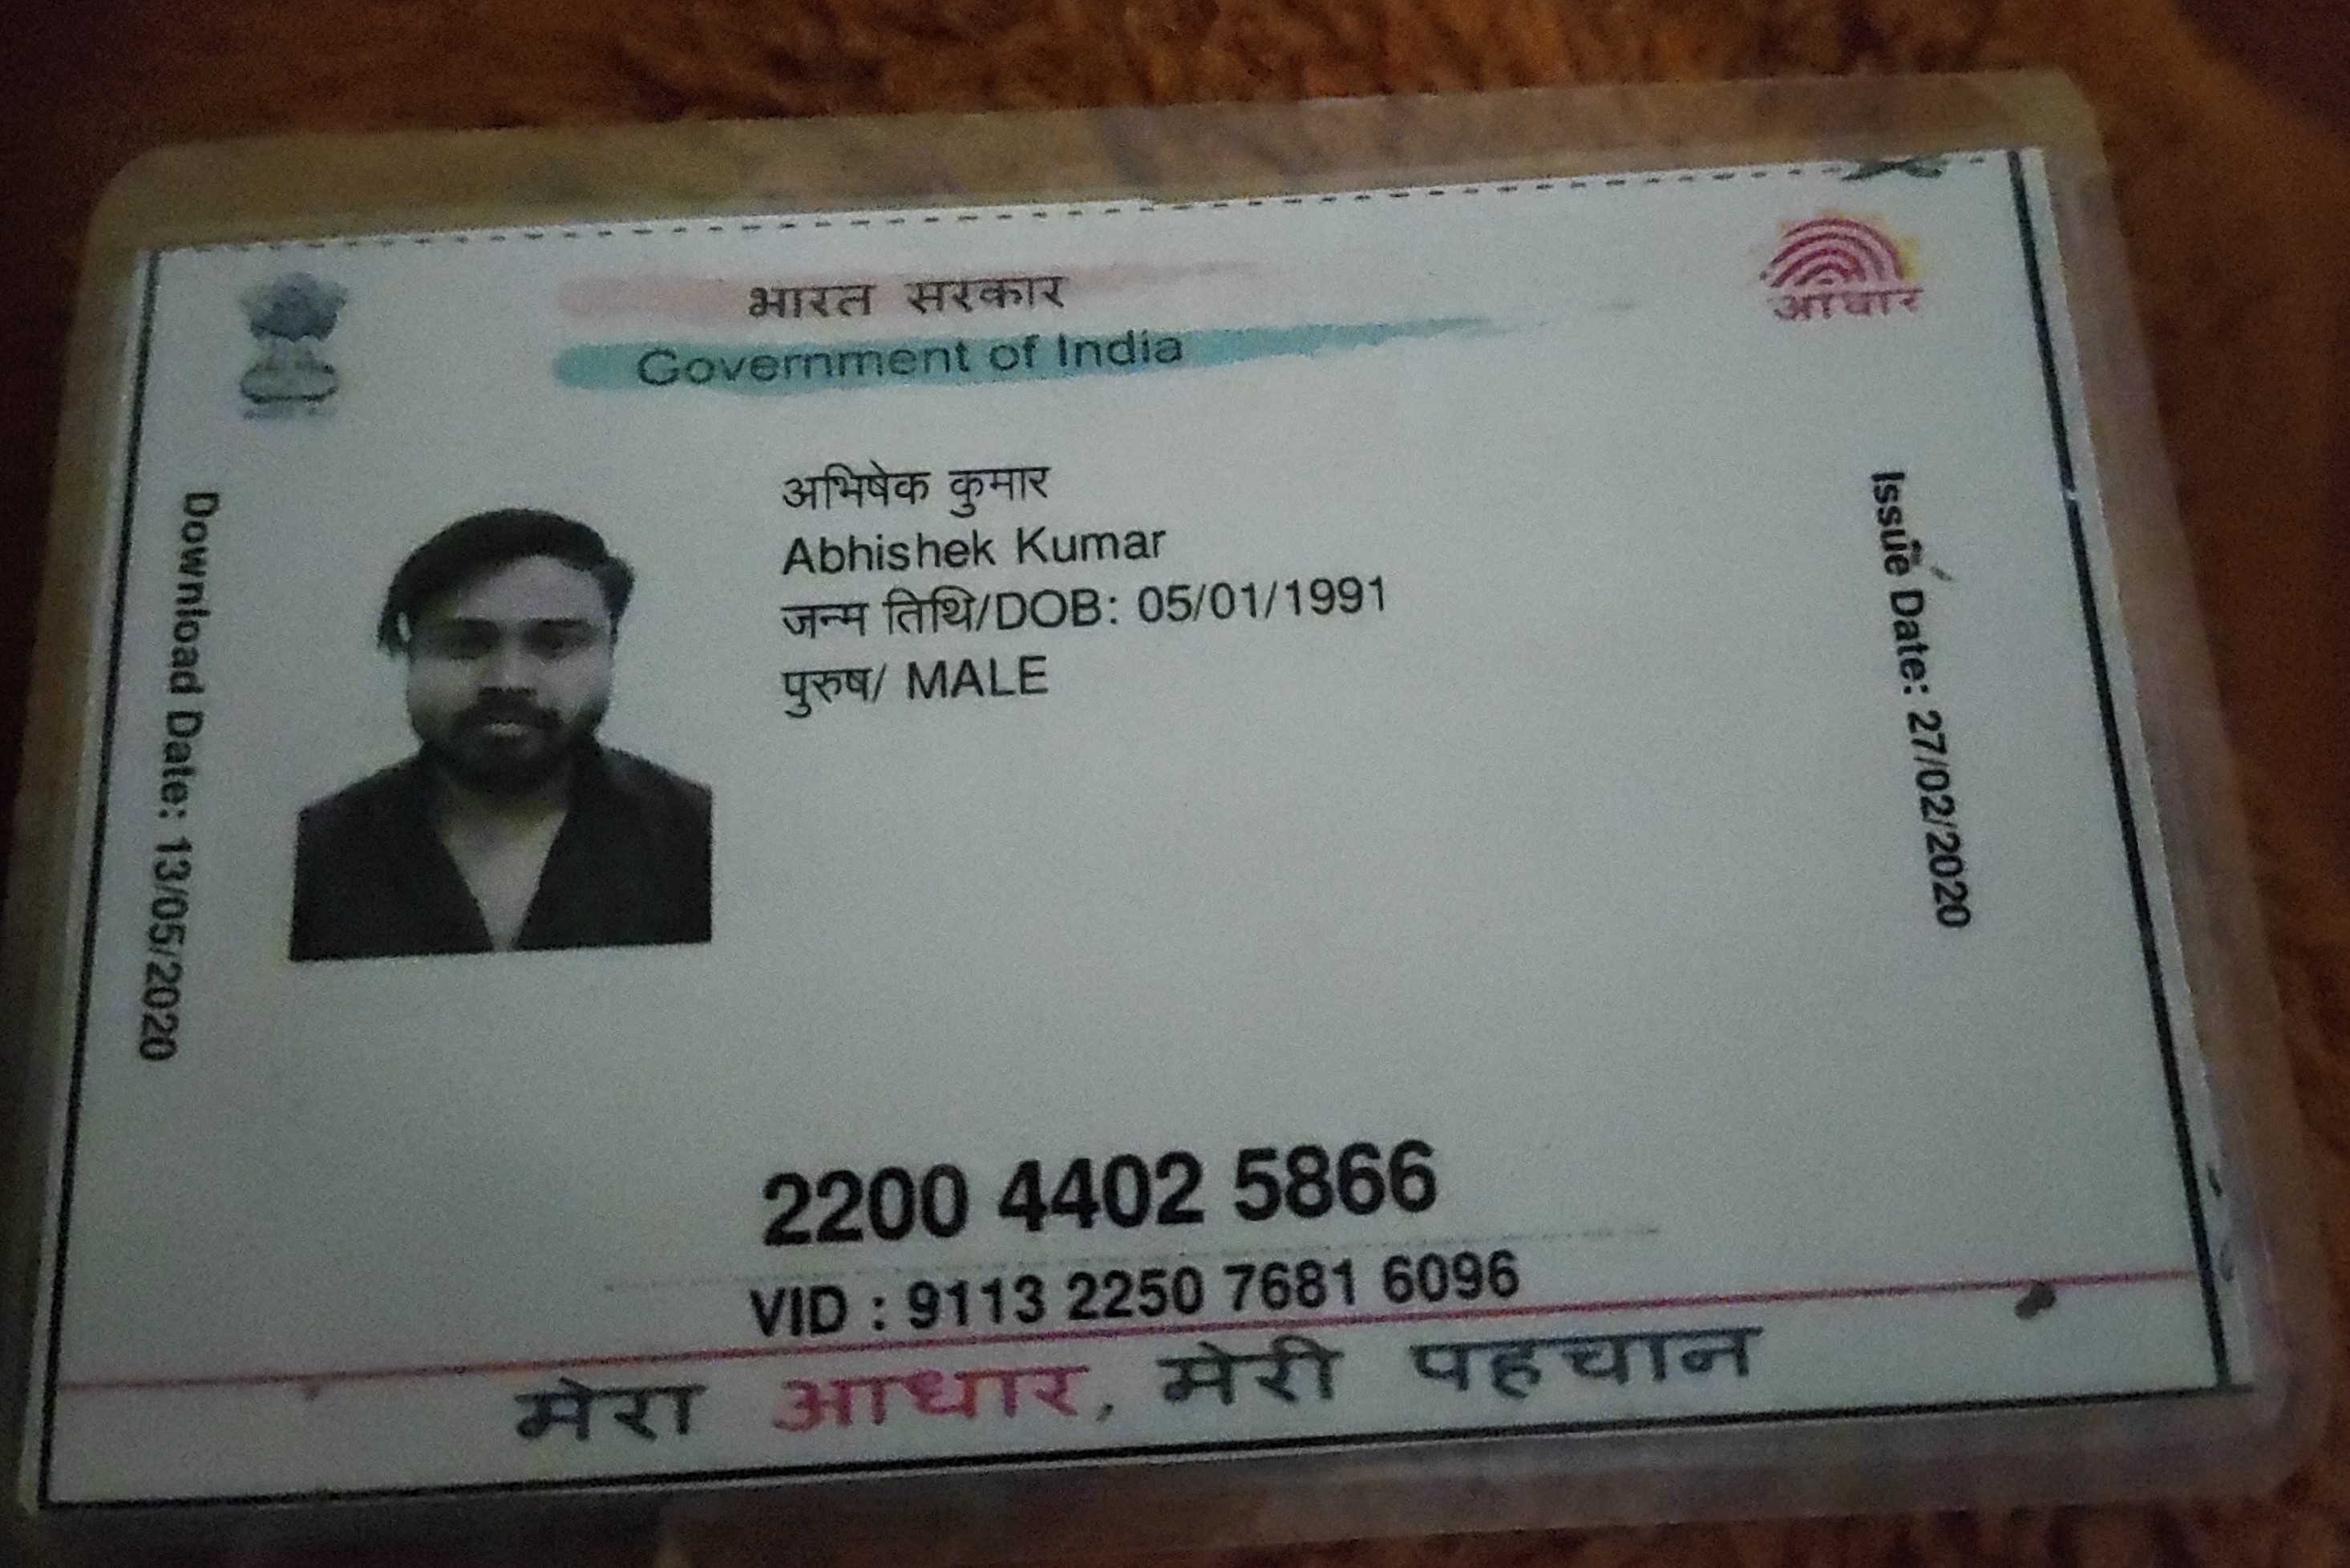 भारत सरकार
Government of India
आधार
अभिषेक कुमार
Abhishek Kumar
जन्म तिथि/DOB: 05/01/1991
पुरुष/ MALE
Download Date: 13/05/2020
Issue Date: 27/02/2020
2200 4402 5866
VID : 9113 2250 7681 6096
मेरा आधार, मेरी पहचान